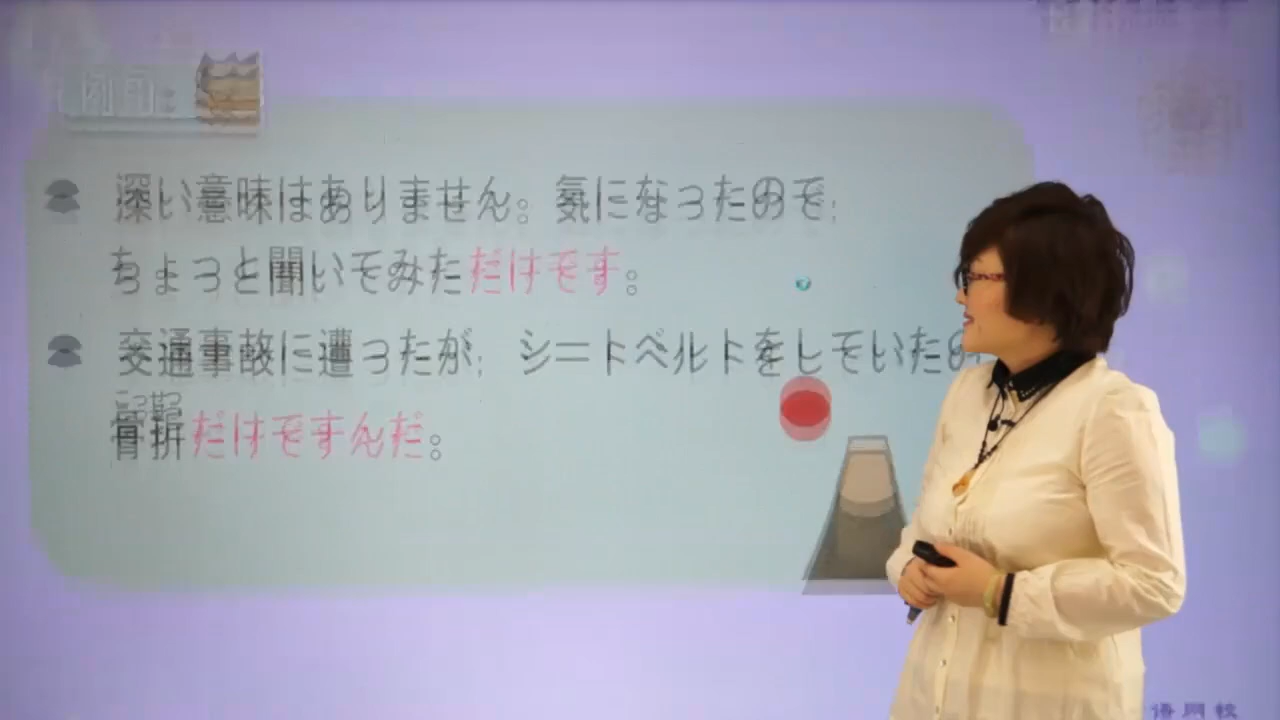 例句:
深い意味はありません。気になったので、
ちょっと聞いてみただけです。
交通事故に遭ったが、シートベルトをしていたの
こっせつ
骨折だけですんだ。
语网校